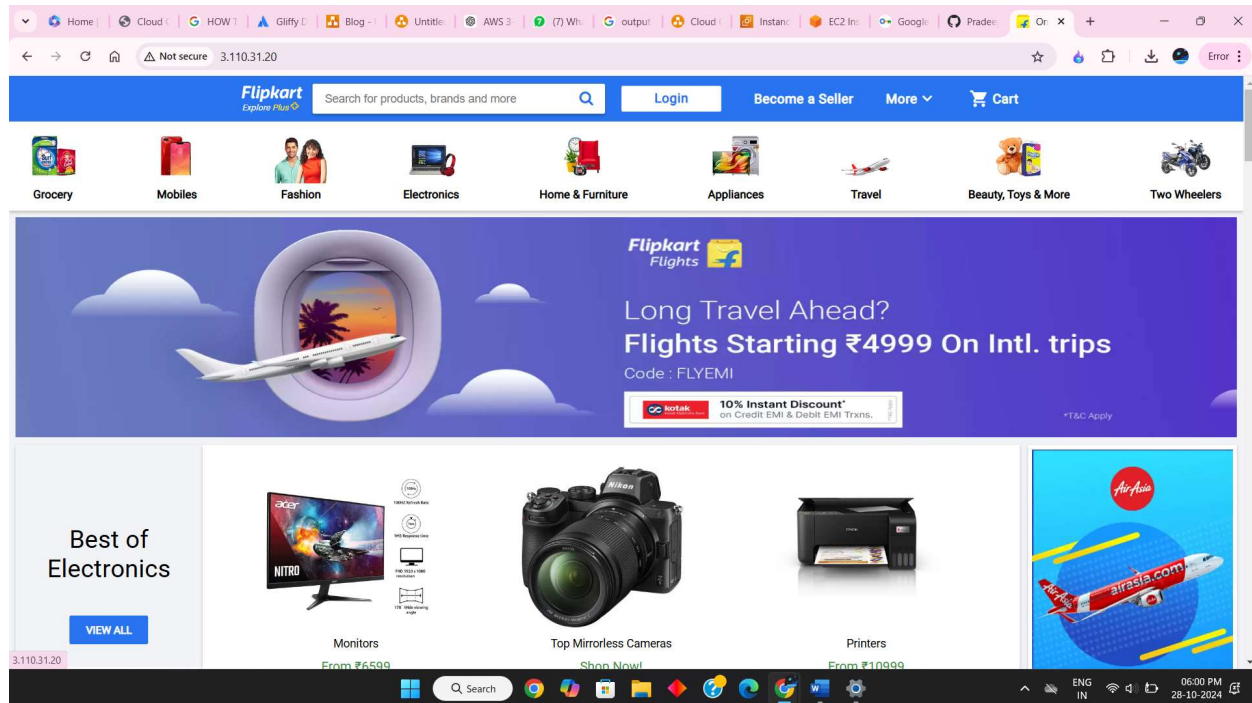 Home
Cloud C
HOW T
Gliffy D
Blog -
Untitle
AWS 3-
(7) Wh
output
Cloud
Instanc
EC2 Ins
Google
Pradee
On
Not secure 3.110.31.20
Error
Flipkart
Explore Plus
Search for products, brands and more
Login
Become a Seller
More
Cart
Grocery
Mobiles
Fashion
Electronics
Home & Furniture
Appliances
Travel
Beauty, Toys & More
Two Wheelers
Flipkart
Flights
Long Travel Ahead?
Flights Starting ₹4999 On Intl. trips
Code : FLYEMI
kotak
10% Instant Discount*
on Credit EMI & Debit EMI Trxns.
*T&C Apply
Best of
Electronics
VIEW ALL
acer
NITRO
Nikon
EPSON
AirAsia
airasia.com
AirAsia
Monitors
Top Mirrorless Cameras
Printers
From ₹6599
Shop Now!
From ₹10999
3.110.31.20
Search
ENG
IN
06:00 PM
28-10-2024